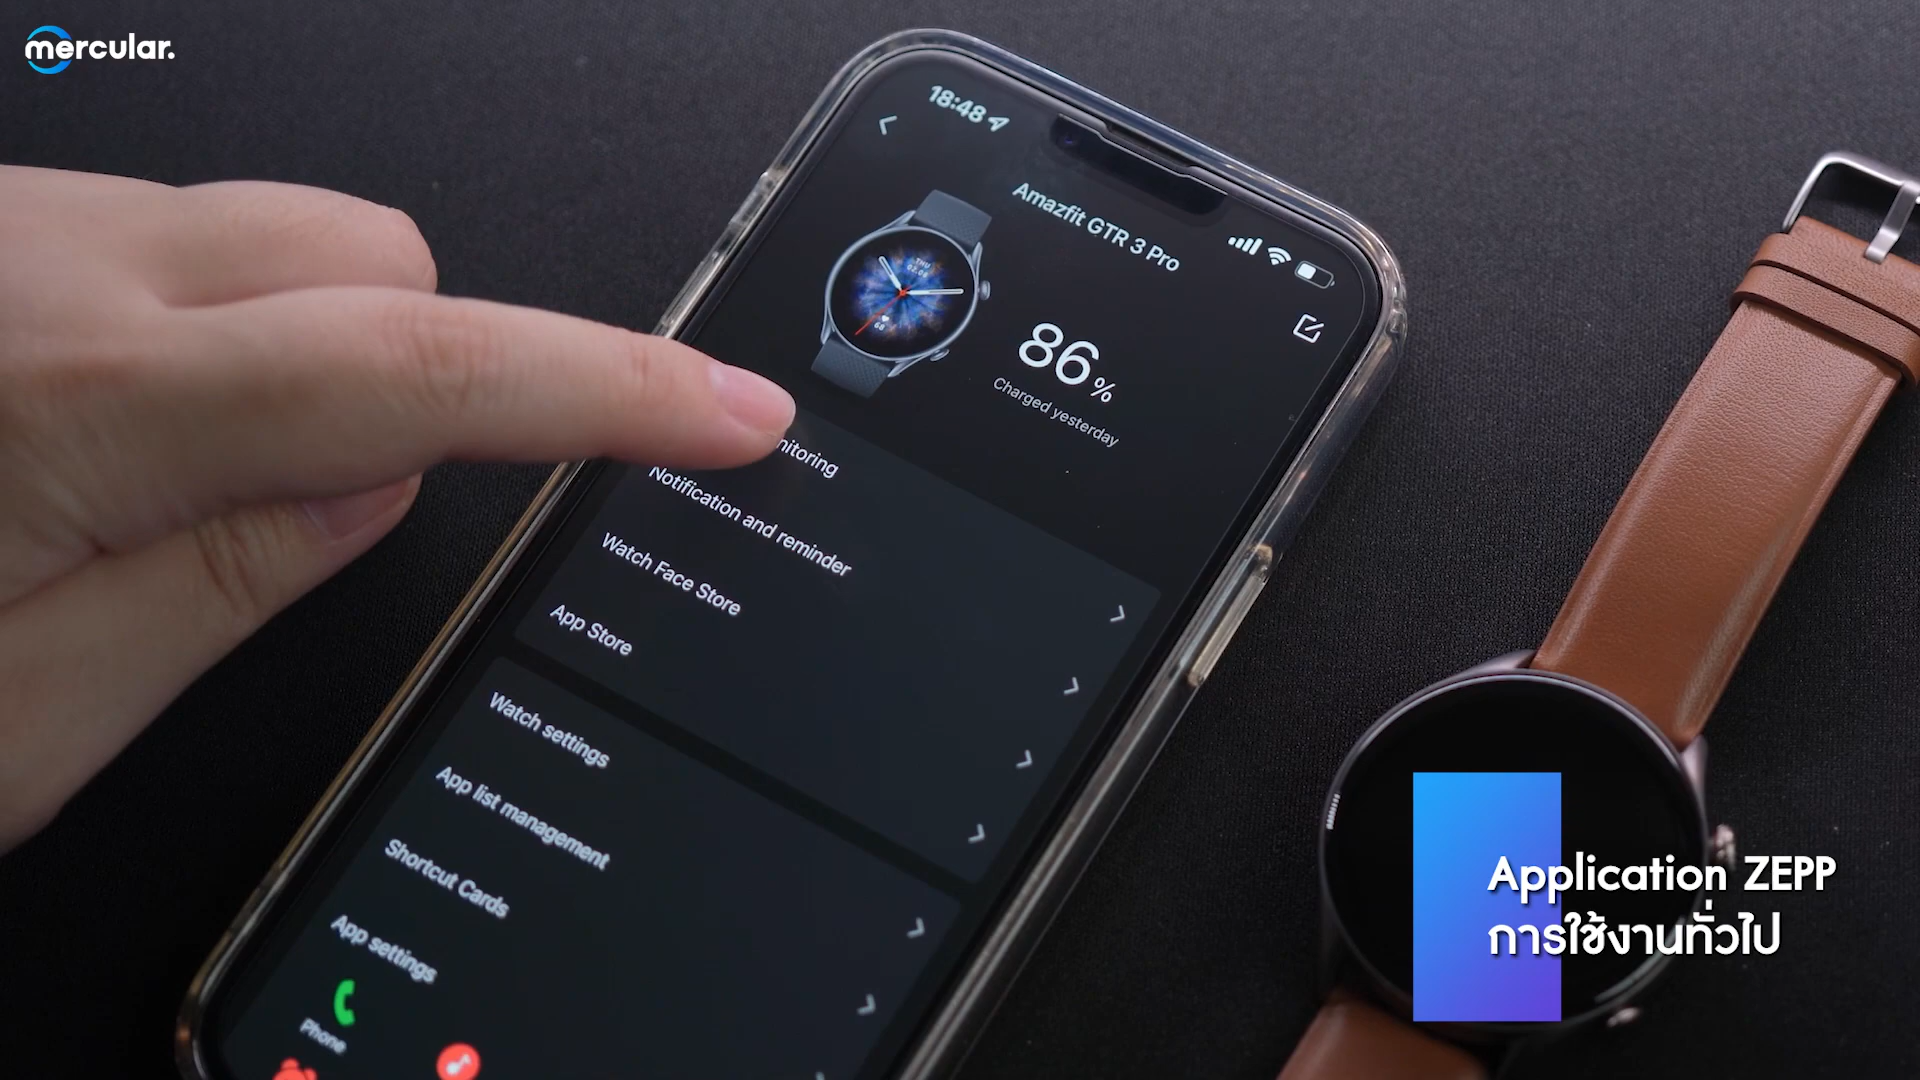 mercular.
18:48
Amazfit GTR 3 Pro
THU
86%
Charged yesterday
nitoring
Notification and reminder
Watch Face Store
App Store
Watch settings
App list management
Shortcut Cards
App settings
Phone
Application ZEPP
การใช้งานทั่วไป